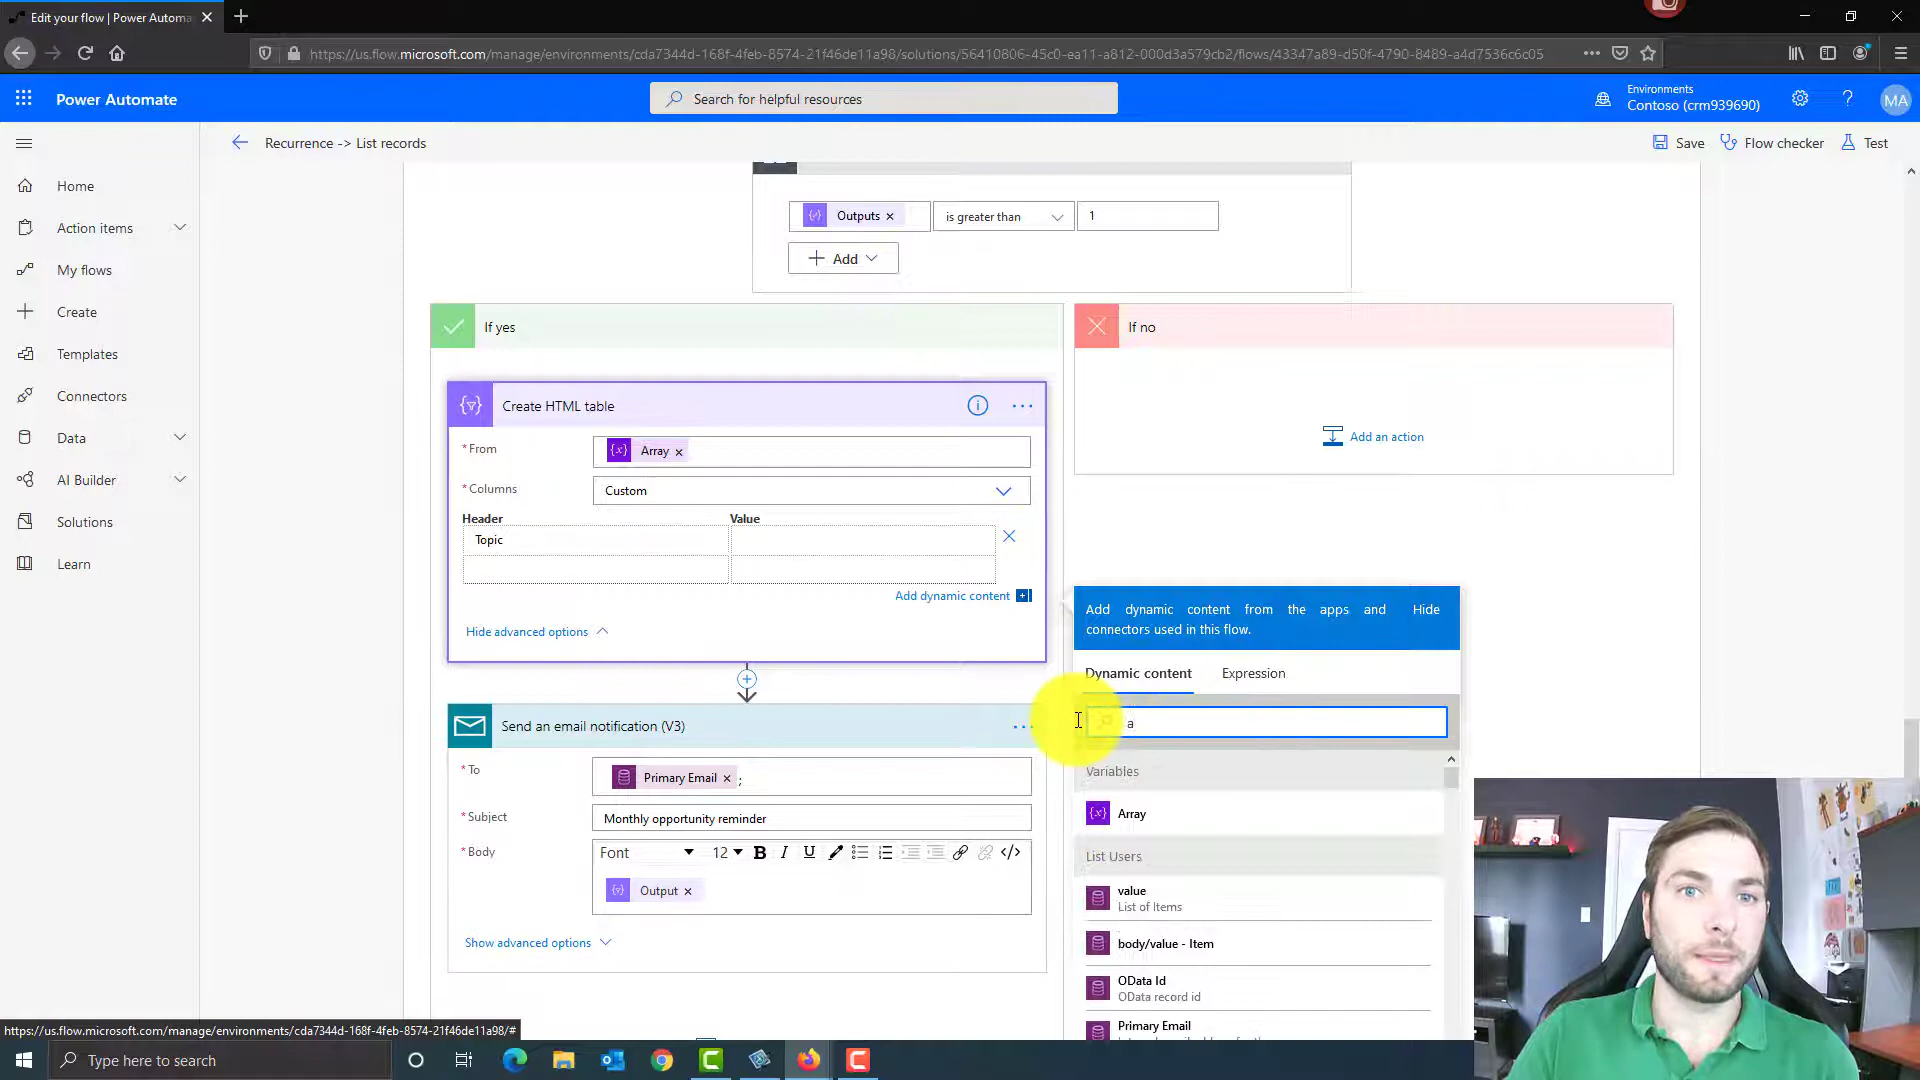 Edit your flow | Power Automa
https://us.flow.microsoft.com/manage/environments/cda7344d-168f-4feb-8574-21f46de11a98/solutions/56410806-45c0-ea11-a812-000d3a579cb2/flows/43347a89-d50f-4790-8489-a4d7536c6c05
Power Automate
Search for helpful resources
Environments
Contoso (crm939690)
?
MA
Recurrence -> List records
Save
Flow checker
Test
Home
Action items
My flows
Create
Templates
Connectors
Data
AI Builder
Solutions
Learn
Outputs
is greater than
1
Add
If yes
If no
Add an action
Create HTML table
* From
Array
* Columns
Custom
Header
Value
Topic
Add dynamic content
Hide advanced options
Send an email notification (V3)
* To
Primary Email
;
* Subject
Monthly opportunity reminder
* Body
Font
12
B
I
U
</>
Output
Show advanced options
Add dynamic content from the apps and
connectors used in this flow.
Hide
Dynamic content
Expression
a
Variables
Array
List Users
value
List of Items
body/value - Item
OData Id
OData record id
Primary Email
https://us.flow.microsoft.com/manage/environments/cda7344d-168f-4feb-8574-21f46de11a98/#
Type here to search